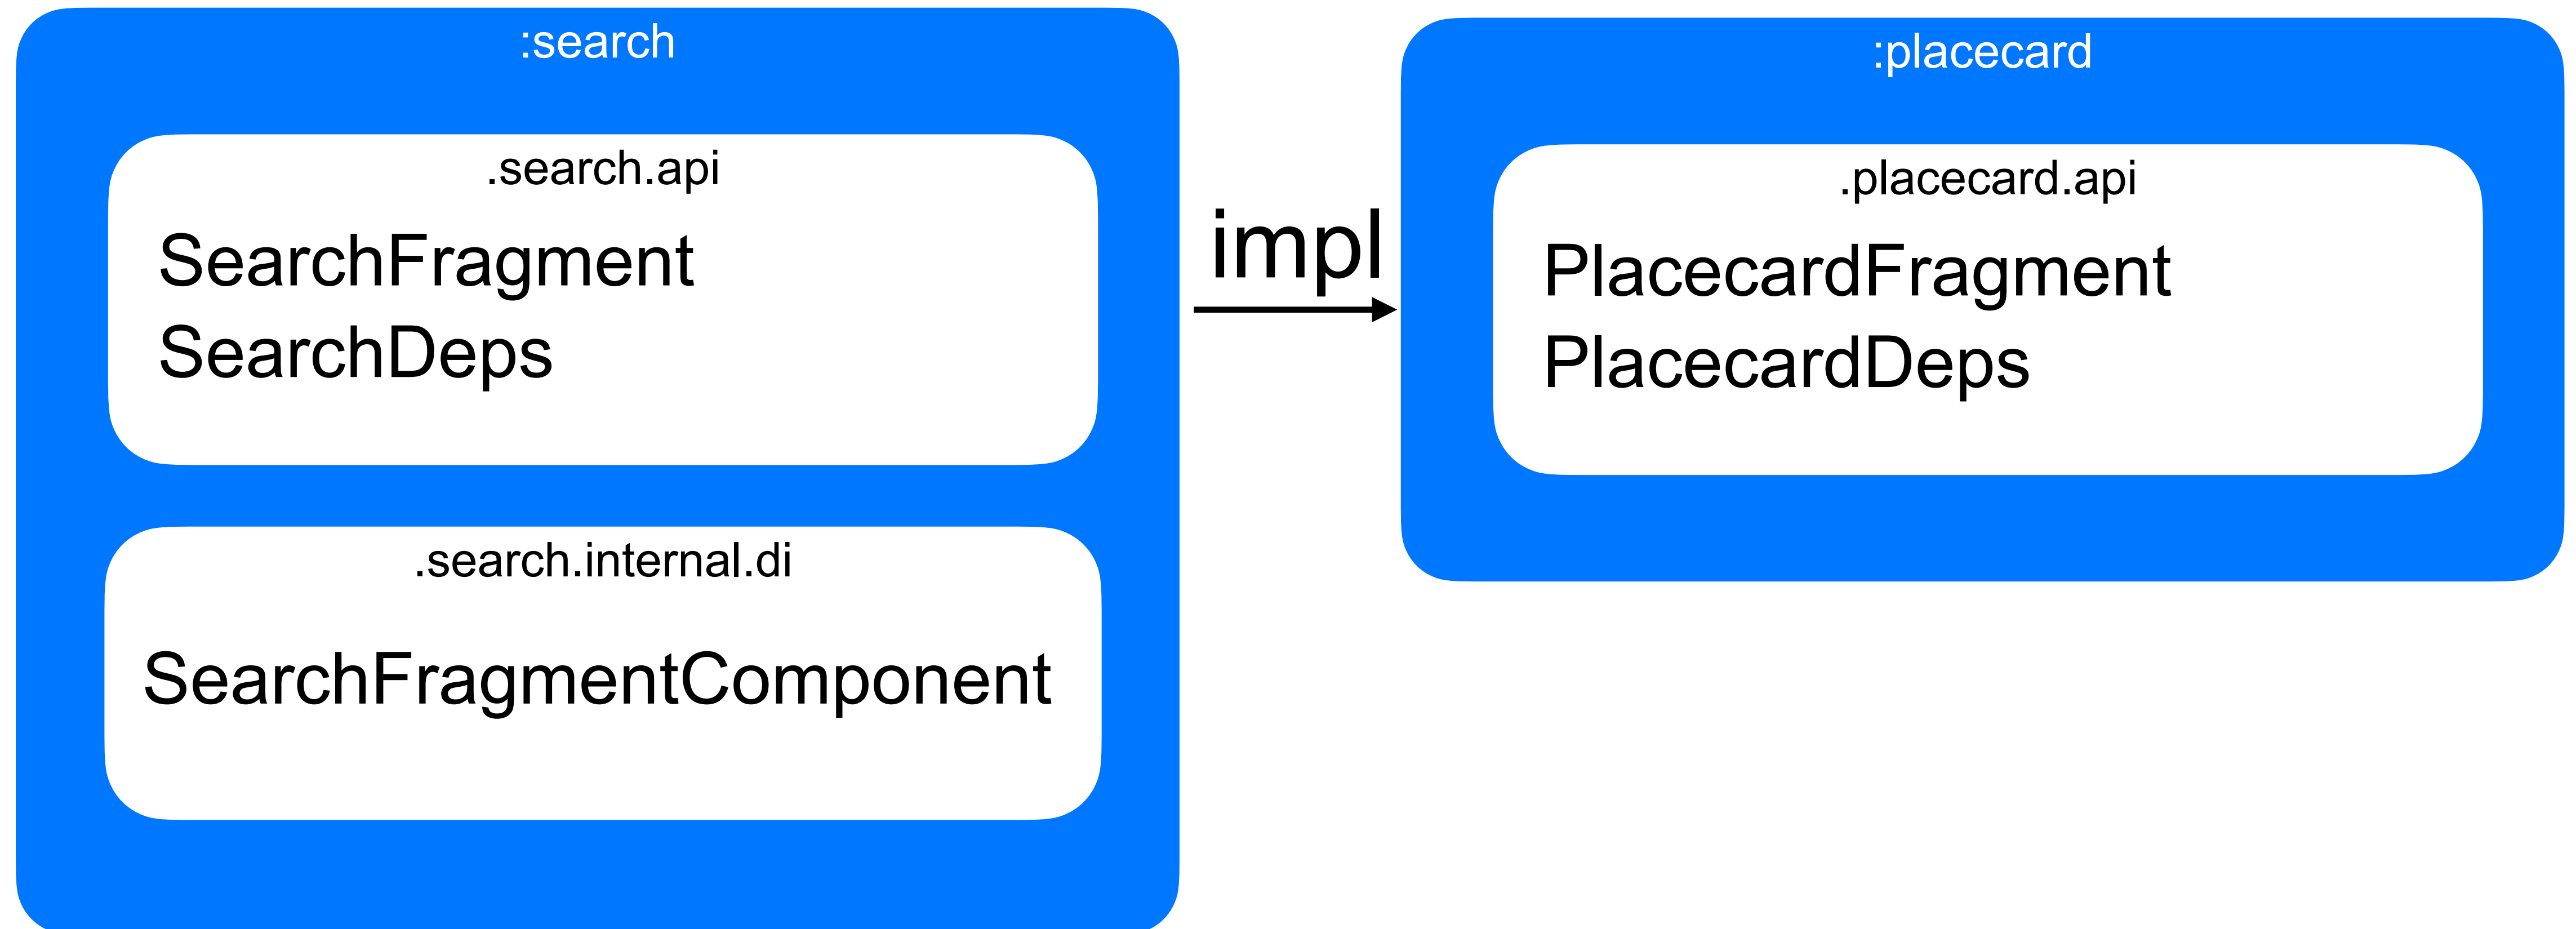 :search
.search.api
SearchFragment
SearchDeps
.search.internal.di
SearchFragmentComponent
impl
:placecard
.placecard.api
PlacecardFragment
PlacecardDeps